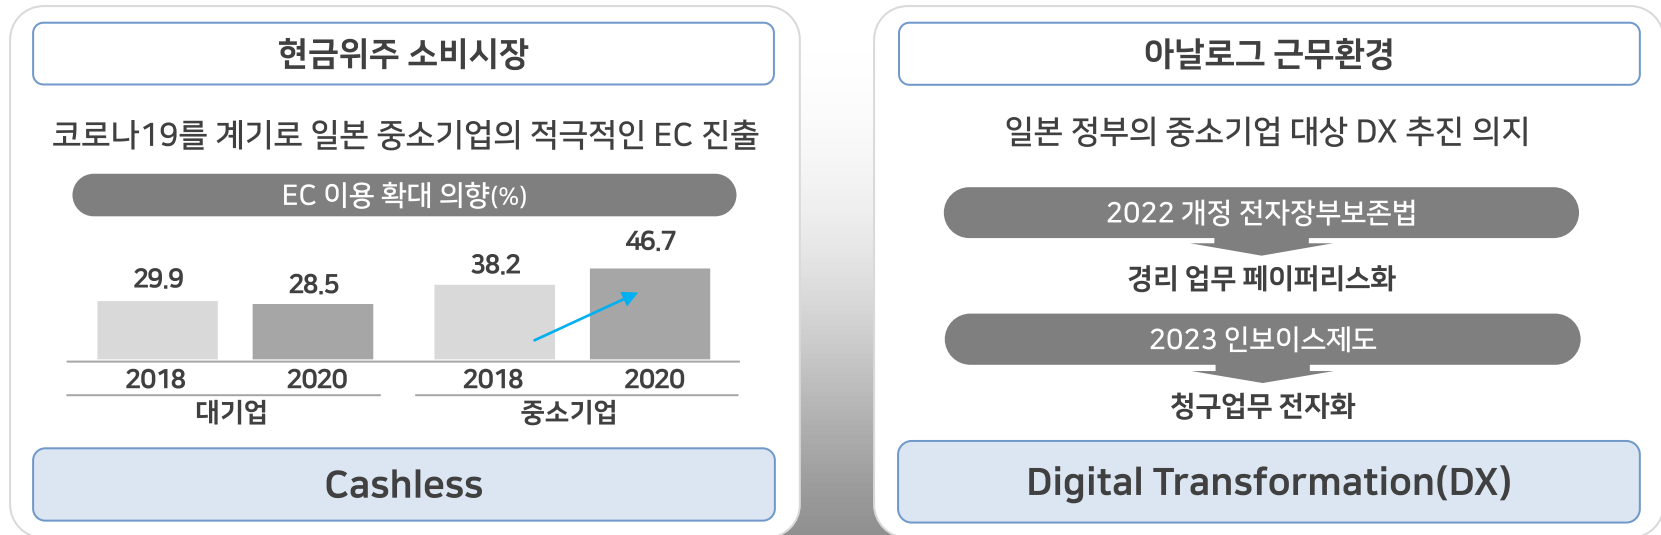 현금위주 소비시장
코로나19를 계기로 일본 중소기업의 적극적인 EC 진출
EC 이용 확대 의향(%)
29.9
28.5
38.2
46.7
2018
2020
2018
2020
대기업
중소기업
Cashless
아날로그 근무환경
일본 정부의 중소기업 대상 DX 추진 의지
2022 개정 전자장부보존법
경리 업무 페이퍼리스화
2023 인보이스제도
청구업무 전자화
Digital Transformation(DX)